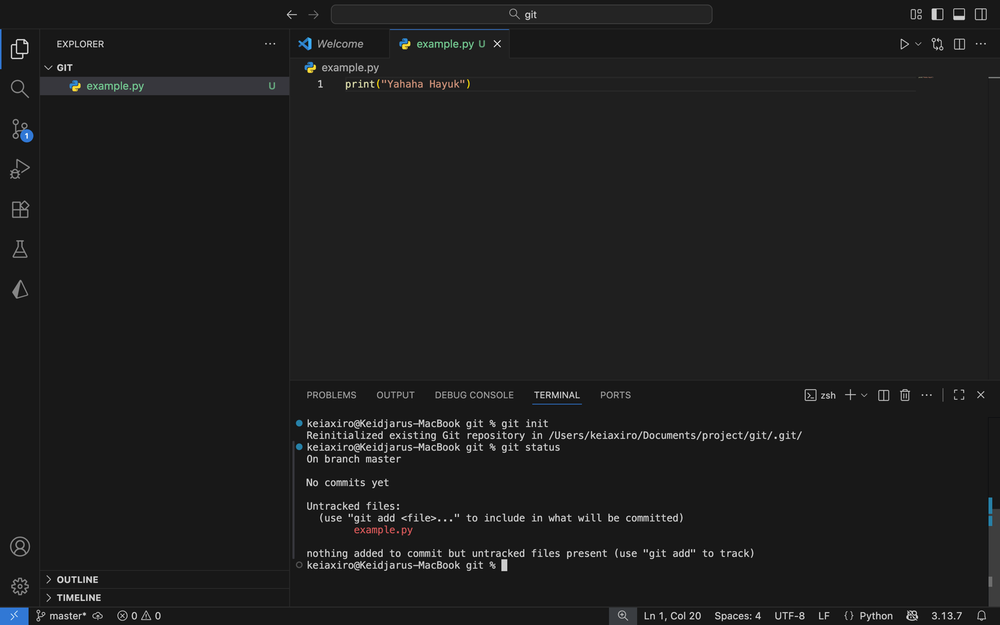 git
EXPLORER
GIT
example.py U
Welcome
example.py U
example.py
1 print("Yahaha Hayuk")
1
PROBLEMS OUTPUT DEBUG CONSOLE TERMINAL PORTS
zsh
keiaxiro@Keidjarus-MacBook git % git init
Reinitialized existing Git repository in /Users/keiaxiro/Documents/project/git/.git/
keiaxiro@Keidjarus-MacBook git % git status
On branch master
No commits yet
Untracked files:
(use "git add <file>..." to include in what will be committed)
example.py
nothing added to commit but untracked files present (use "git add" to track)
keiaxiro@Keidjarus-MacBook git %
OUTLINE
TIMELINE
master* 0 0 Ln 1, Col 20 Spaces: 4 UTF-8 LF {} Python 3.13.7